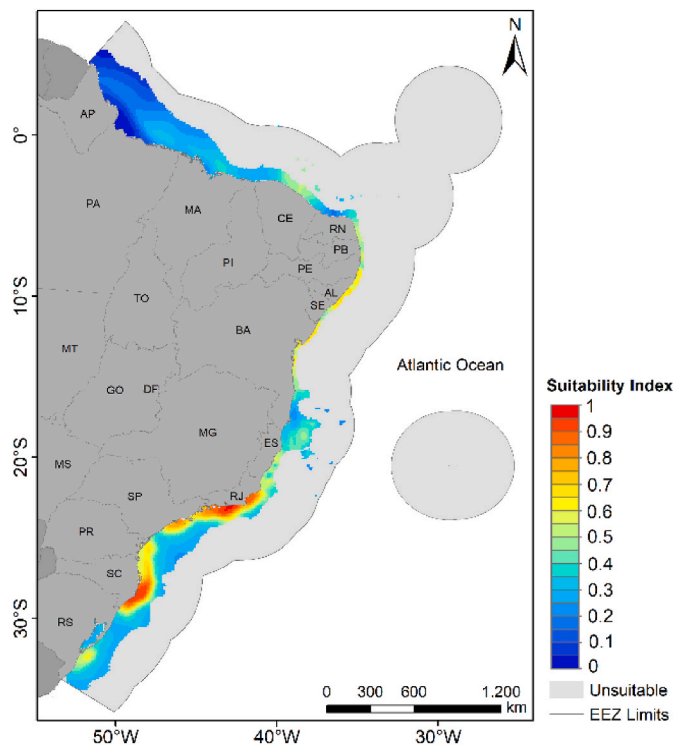 N
AP
0°
PA
MA
CE
RN
PB
PI
PE
AL
SE
TO
10°S
BA
MT
Atlantic Ocean
GO
DF
Suitability Index
1
0.9
0.8
0.7
0.6
0.5
0.4
0.3
0.2
0.1
0
Unsuitable
EEZ Limits
MG
ES
MS
20°S
SP
RJ
PR
SC
30°S
RS
0 300 600 1.200
km
50°W 40°W 30°W